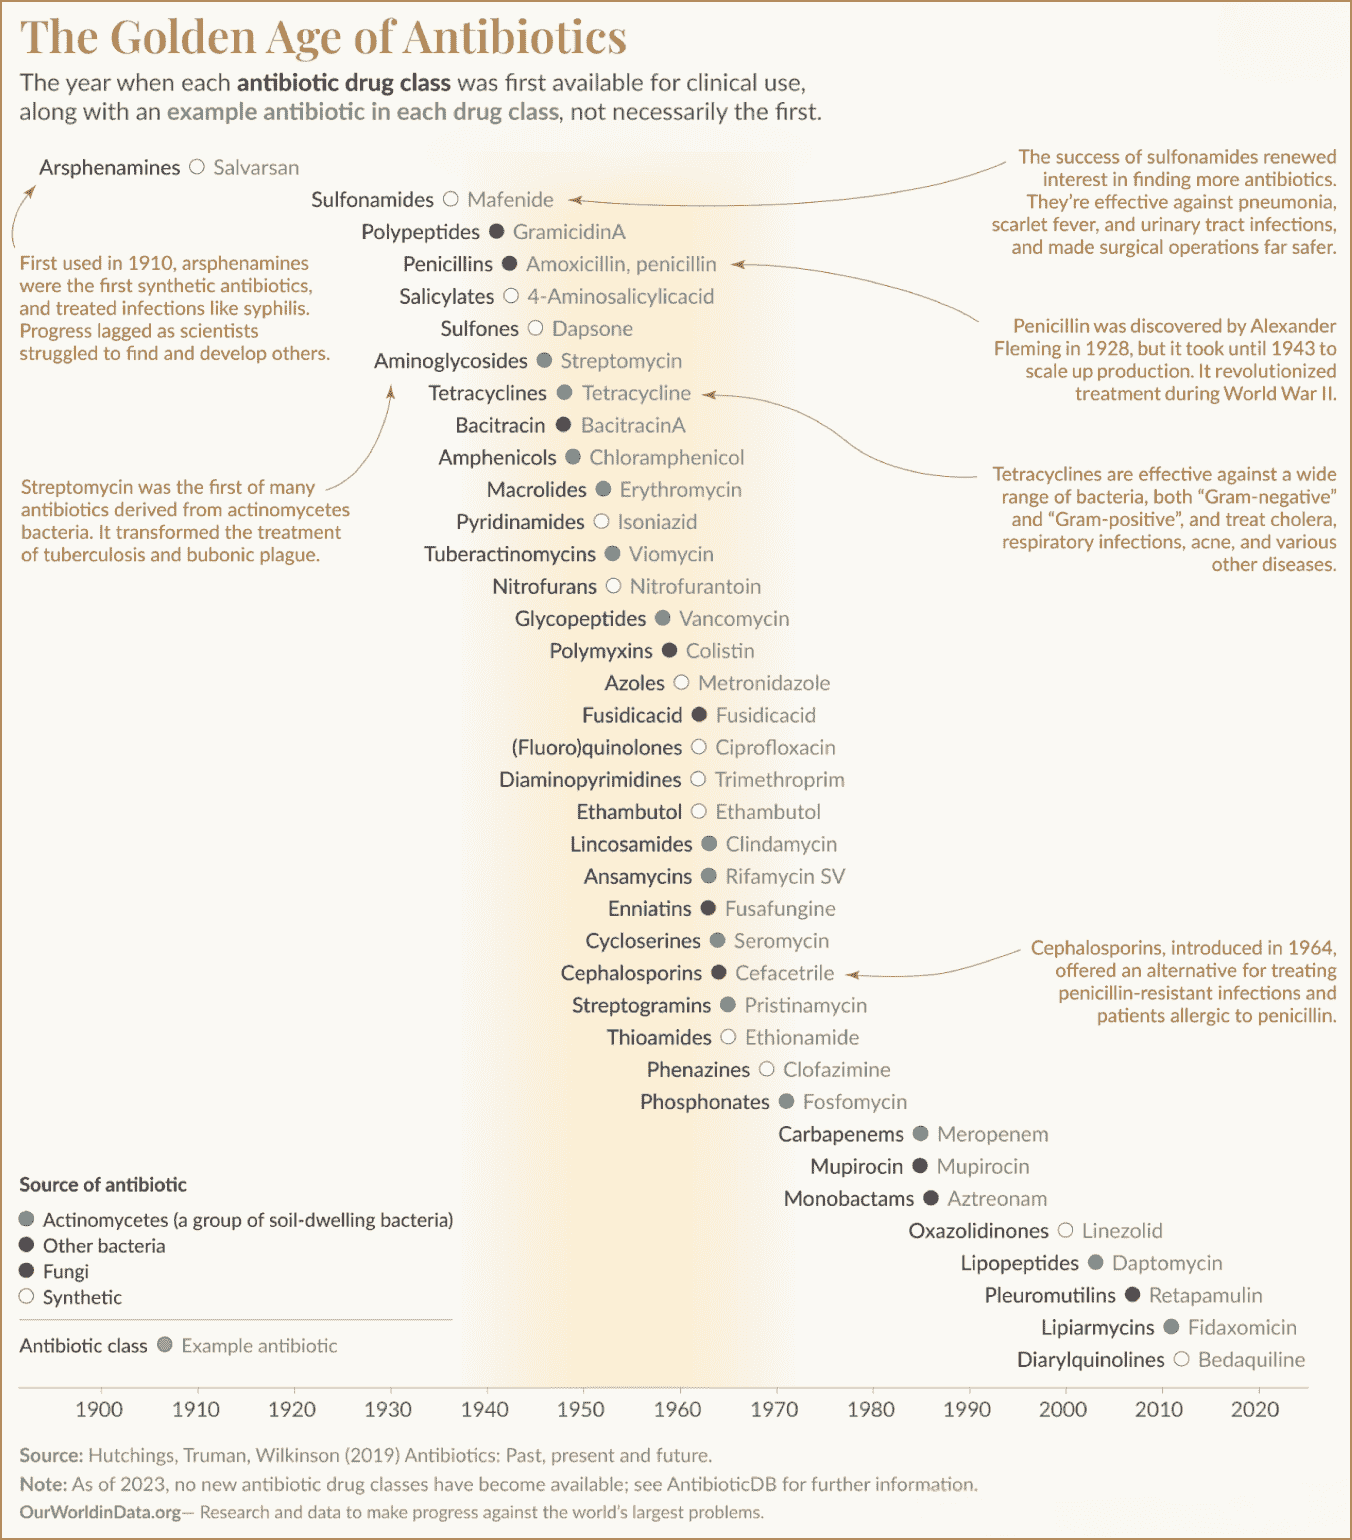 The Golden Age of Antibiotics
The year when each antibiotic drug class was first available for clinical use,
along with an example antibiotic in each drug class, not necessarily the first.
Arsphenamines Salvarsan
The success of sulfonamides renewed
interest in finding more antibiotics.
They're effective against pneumonia,
scarlet fever, and urinary tract infections,
and made surgical operations far safer.
Sulfonamides Mafenide
Polypeptides GramicidinA
First used in 1910, arsphenamines
were the first synthetic antibiotics,
and treated infections like syphilis.
Progress lagged as scientists
struggled to find and develop others.
Penicillins Amoxicillin, penicillin
Salicylates 4-Aminosalicylicacid
Penicillin was discovered by Alexander
Fleming in 1928, but it took until 1943 to
scale up production. It revolutionized
treatment during World War II.
Sulfones Dapsone
Aminoglycosides Streptomycin
Tetracyclines Tetracycline
Bacitracin BacitracinA
Amphenicols Chloramphenicol
Tetracyclines are effective against a wide
range of bacteria, both “Gram-negative”
and “Gram-positive”, and treat cholera,
respiratory infections, acne, and various
other diseases.
Streptomycin was the first of many
antibiotics derived from actinomycetes
bacteria. It transformed the treatment
of tuberculosis and bubonic plague.
Macrolides Erythromycin
Pyridinamides Isoniazid
Tuberactinomycins Viomycin
Nitrofurans Nitrofurantoin
Glycopeptides Vancomycin
Polymyxins Colistin
Azoles Metronidazole
Fusidicacid Fusidicacid
(Fluoro)quinolones Ciprofloxacin
Diaminopyrimidines Trimethroprim
Ethambutol Ethambutol
Lincosamides Clindamycin
Ansamycins Rifamycin SV
Enniatins Fusafungine
Cycloserines Seromycin
Cephalosporins Cefacetrile
Cephalosporins, introduced in 1964,
offered an alternative for treating
penicillin-resistant infections and
patients allergic to penicillin.
Streptogramins Pristinamycin
Thioamides Ethionamide
Phenazines Clofazimine
Phosphonates Fosfomycin
Carbapenems Meropenem
Mupirocin Mupirocin
Monobactams Aztreonam
Oxazolidinones Linezolid
Lipopeptides Daptomycin
Pleuromutilins Retapamulin
Lipiarmycins Fidaxomicin
Diarylquinolines Bedaquiline
Source of antibiotic
Actinomycetes (a group of soil-dwelling bacteria)
Other bacteria
Fungi
Synthetic
Antibiotic class Example antibiotic
1900 1910 1920 1930 1940 1950 1960 1970 1980 1990 2000 2010 2020
Source: Hutchings, Truman, Wilkinson (2019) Antibiotics: Past, present and future.
Note: As of 2023, no new antibiotic drug classes have become available; see AntibioticDB for further information.
OurWorldinData.org— Research and data to make progress against the world's largest problems.